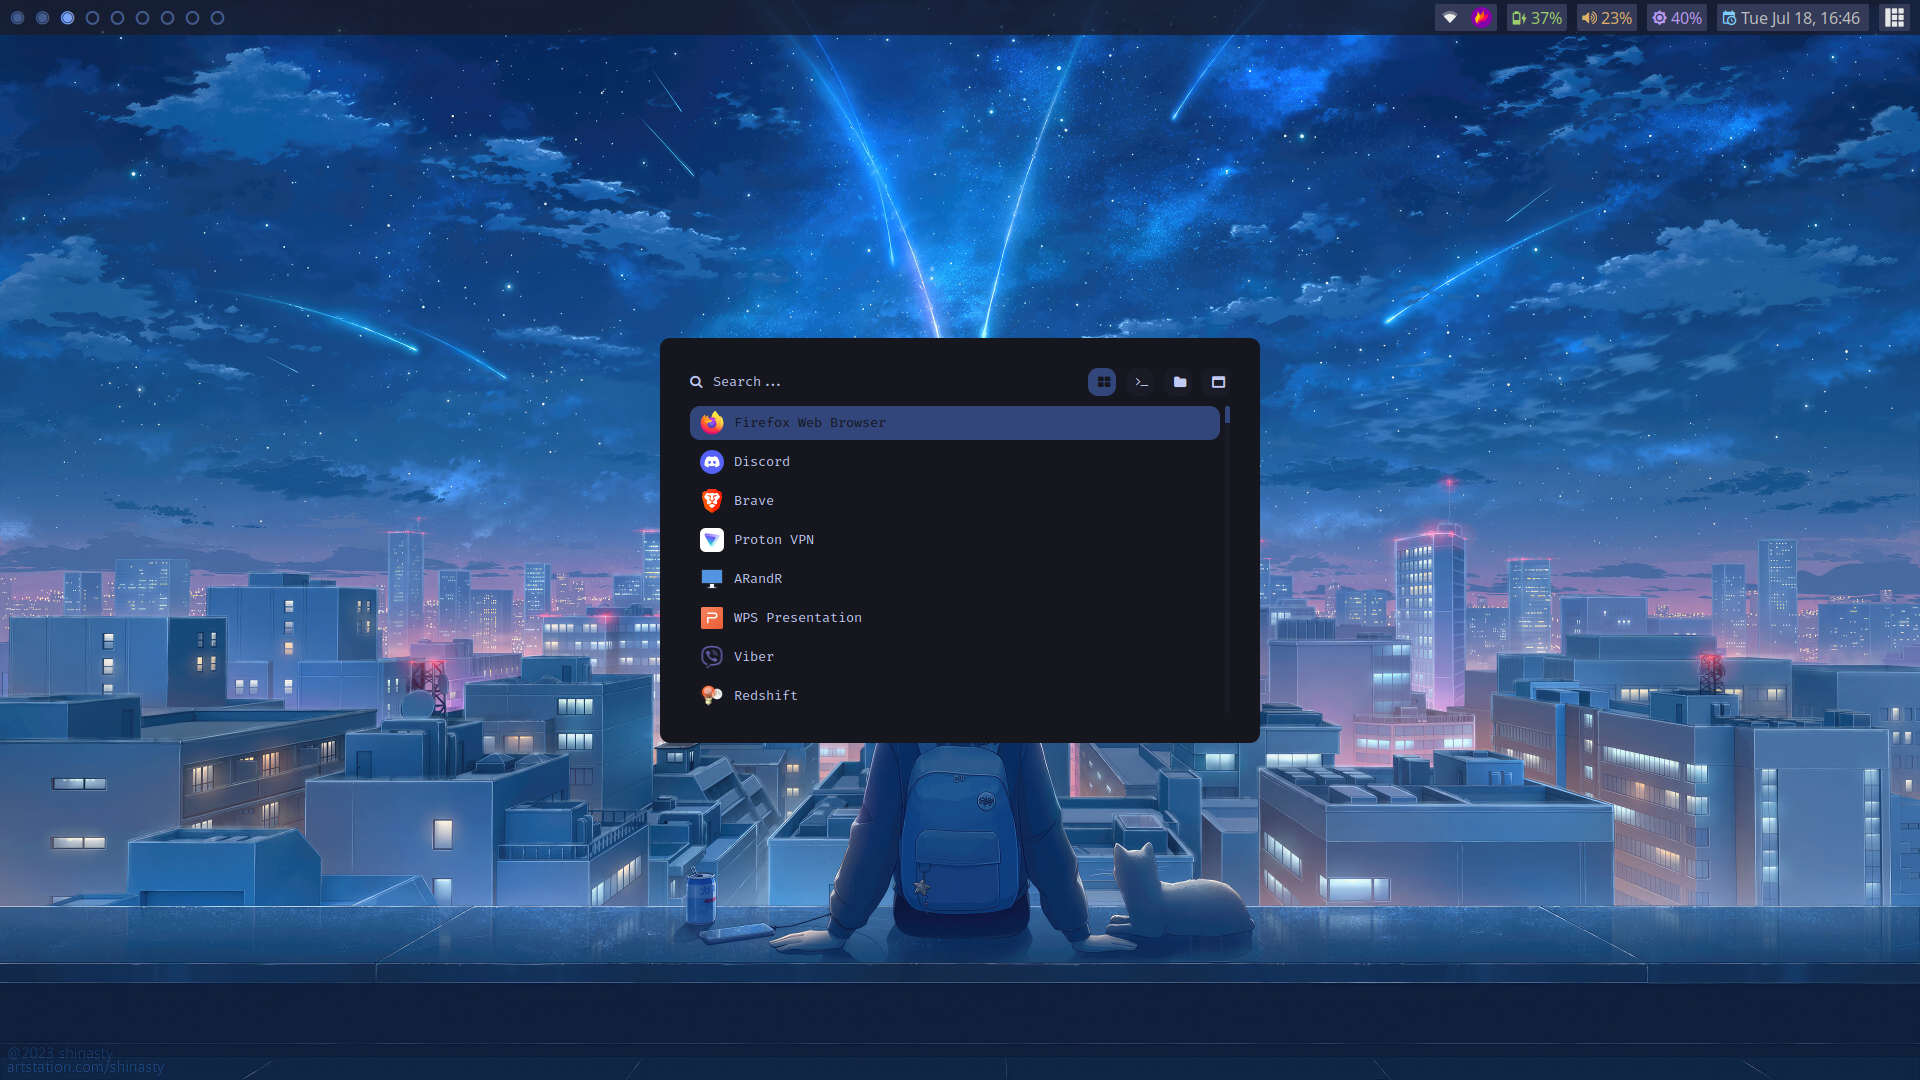 37%
23%
40%
Tue Jul 18, 16:46
Search...
Firefox Web Browser
Discord
Brave
Proton VPN
ARandR
WPS Presentation
Viber
Redshift
@2023 shinasty
artstation.com/shinasty